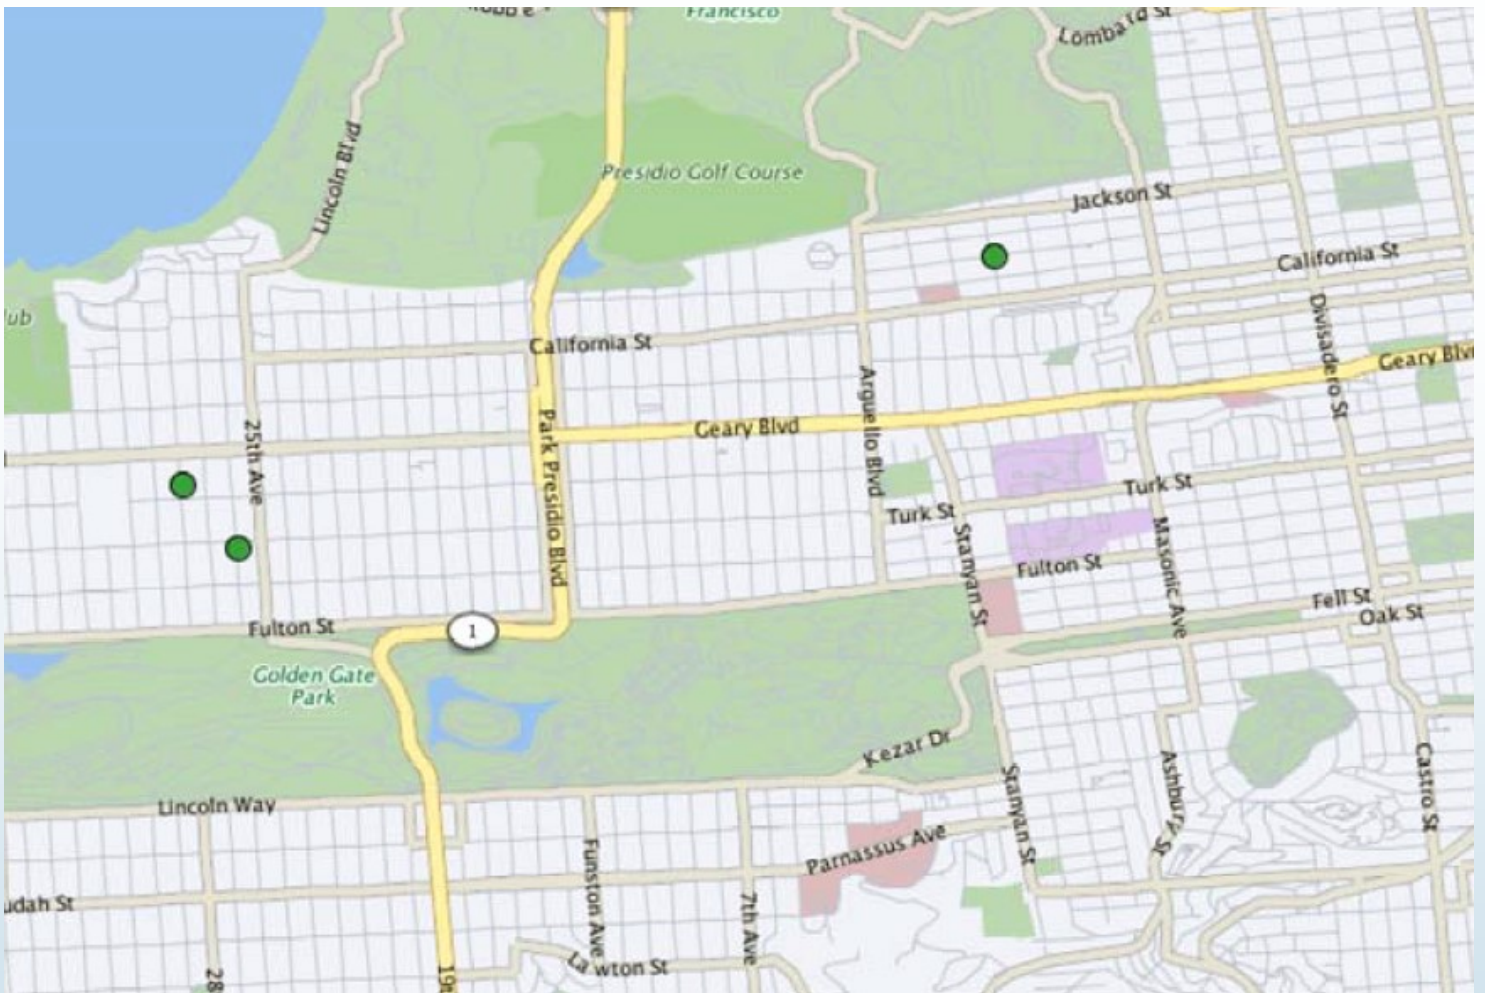 Francisco
Lombard St
Lincoln Blvd
Presidio Golf Course
Jackson St
California St
lub
California St
Divisadero St
Geary Blvd
Arguello Blvd
Park Presidio Blvd
25th Ave
Geary Blvd
Turk St
Turk St
Stanyan St
Masonic Ave
Fulton St
Fell St
Oak St
Fulton St
1
Golden Gate
Park
Kezar Dr
Castro St
Ashbury St
Stanyan St
Lincoln Way
Parnassus Ave
Funston Ave
7th Ave
udah St
Lawton St
28
19t